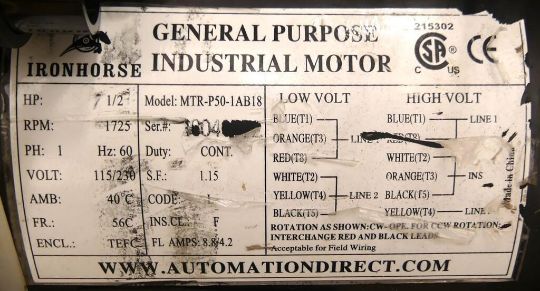 GENERAL PURPOSE
INDUSTRIAL MOTOR
IRONHORSE
215302
C US
HP: 1/2 Model: MTR-P50-1AB18 LOW VOLT HIGH VOLT
RPM: 1725 Ser.#: BLUE(T1) BLUE(T1) LINE 1
ORANGE(T3) LINE
PH: 1 Hz: 60 Duty: CONT. RED(T8) WHITE(T2)
VOLT: 115/230 S.F.: 1.15 WHITE(T2) ORANGE(T3) INS
AMB: 40°C CODE: YELLOW(T4) LINE 2 BLACK(T5)
FR.: 56C INS.CL.: F BLACK(T5) YELLOW(T4) LINE
ENCL.: TEFC FL AMPS: 8.8/4.2
ROTATION AS SHOWN: CW-OPE. FOR CCW ROTATION:
INTERCHANGE RED AND BLACK LEADS
Acceptable for Field Wiring
Made in China
WWW.AUTOMATIONDIRECT.COM